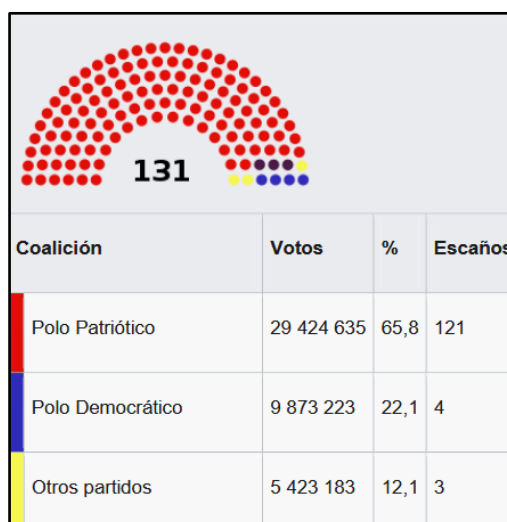 131
Coalición Votos % Escaños
Polo Patriótico 29 424 635 65,8 121
Polo Democrático 9 873 223 22,1 4
Otros partidos 5 423 183 12,1 3